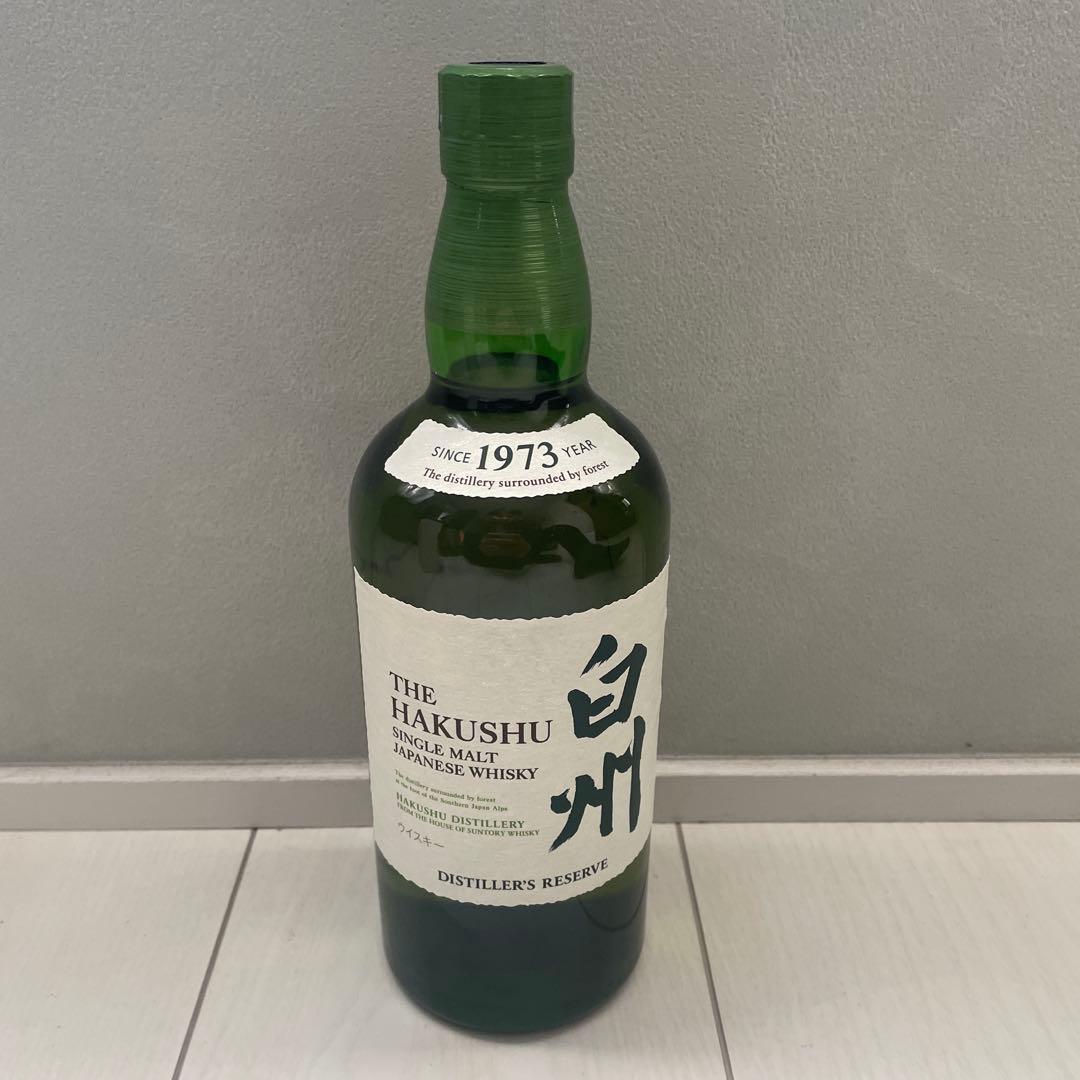 SINCE 1973 YEAR
The distillery surrounded by forest
THE
HAKUSHU
SINGLE MALT
JAPANESE WHISKY
The distillery surrounded by forest
at the foot of the Southern Japan Alps
HAKUSHU DISTILLERY
FROM THE HOUSE OF SUNTORY WHISKY
ウイスキー
白州
DISTILLER'S RESERVE